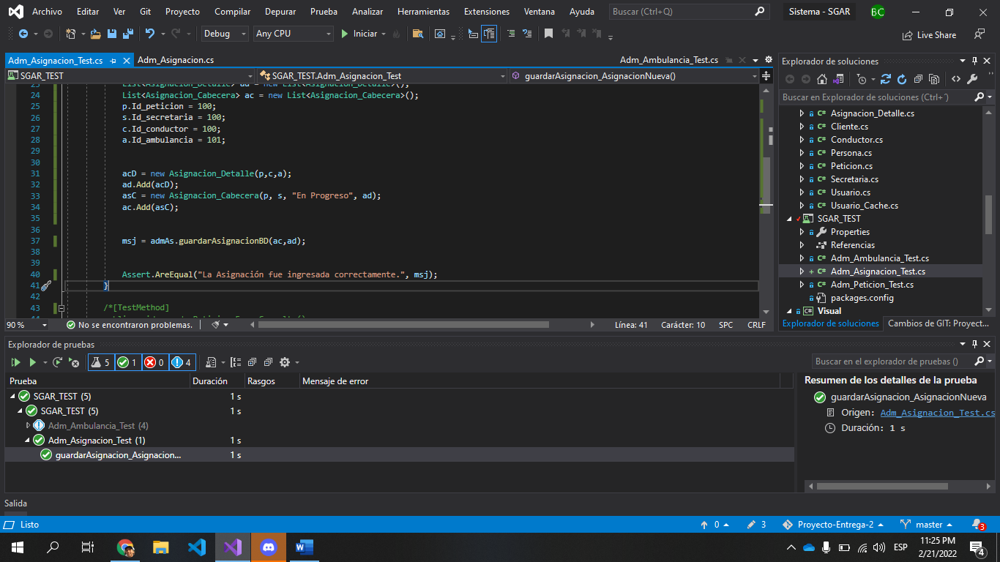 Archivo Editar Ver Git Proyecto Compilar Depurar Prueba Analizar Herramientas Extensiones Ventana Ayuda Buscar (Ctrl+Q) Sistema - SGAR BC
Debug Any CPU Iniciar Live Share
Adm_Asignacion_Test.cs Adm_Asignacion.cs Adm_Ambulancia_Test.cs
SGAR_TEST SGAR_TEST.Adm_Asignacion_Test guardarAsignacion_AsignacionNueva()
23 List<Asignacion_Detalle> ad = new List<Asignacion_Detalle>();
24 List<Asignacion_Cabecera> ac = new List<Asignacion_Cabecera>();
25 p.Id_peticion = 100;
26 s.Id_secretaria = 100;
27 c.Id_conductor = 100;
28 a.Id_ambulancia = 101;
29
30
31 acD = new Asignacion_Detalle(p,c,a);
32 ad.Add(acD);
33 asC = new Asignacion_Cabecera(p, s, "En Progreso", ad);
34 ac.Add(asC);
35
36
37 msj = admAs.guardarAsignacionBD(ac,ad);
38
39
40 Assert.AreEqual("La Asignación fue ingresada correctamente.", msj);
41 }
42
43 /*[TestMethod]
90 % No se encontraron problemas. Línea: 41 Carácter: 10 SPC CRLF
Explorador de soluciones
Buscar en Explorador de soluciones (Ctrl+´)
C# Asignacion_Detalle.cs
C# Cliente.cs
C# Conductor.cs
C# Persona.cs
C# Peticion.cs
C# Secretaria.cs
C# Usuario.cs
C# Usuario_Cache.cs
SGAR_TEST
Properties
Referencias
C# Adm_Ambulancia_Test.cs
C# Adm_Asignacion_Test.cs
C# Adm_Peticion_Test.cs
packages.config
C# Visual
Explorador de soluciones Cambios de GIT: Proyect...
Explorador de pruebas
5 1 0 4 Buscar en el explorador de pruebas ()
Prueba Duración Rasgos Mensaje de error
SGAR_TEST (5) 1 s
SGAR_TEST (5) 1 s
Adm_Ambulancia_Test (4)
Adm_Asignacion_Test (1) 1 s
guardarAsignacion_Asignacion... 1 s
Resumen de los detalles de la prueba
guardarAsignacion_AsignacionNueva
Origen: Adm_Asignacion_Test.cs
Duración: 1 s
Salida
Listo 0 3 Proyecto-Entrega-2 master 3
ESP 11:25 PM
2/21/2022 4